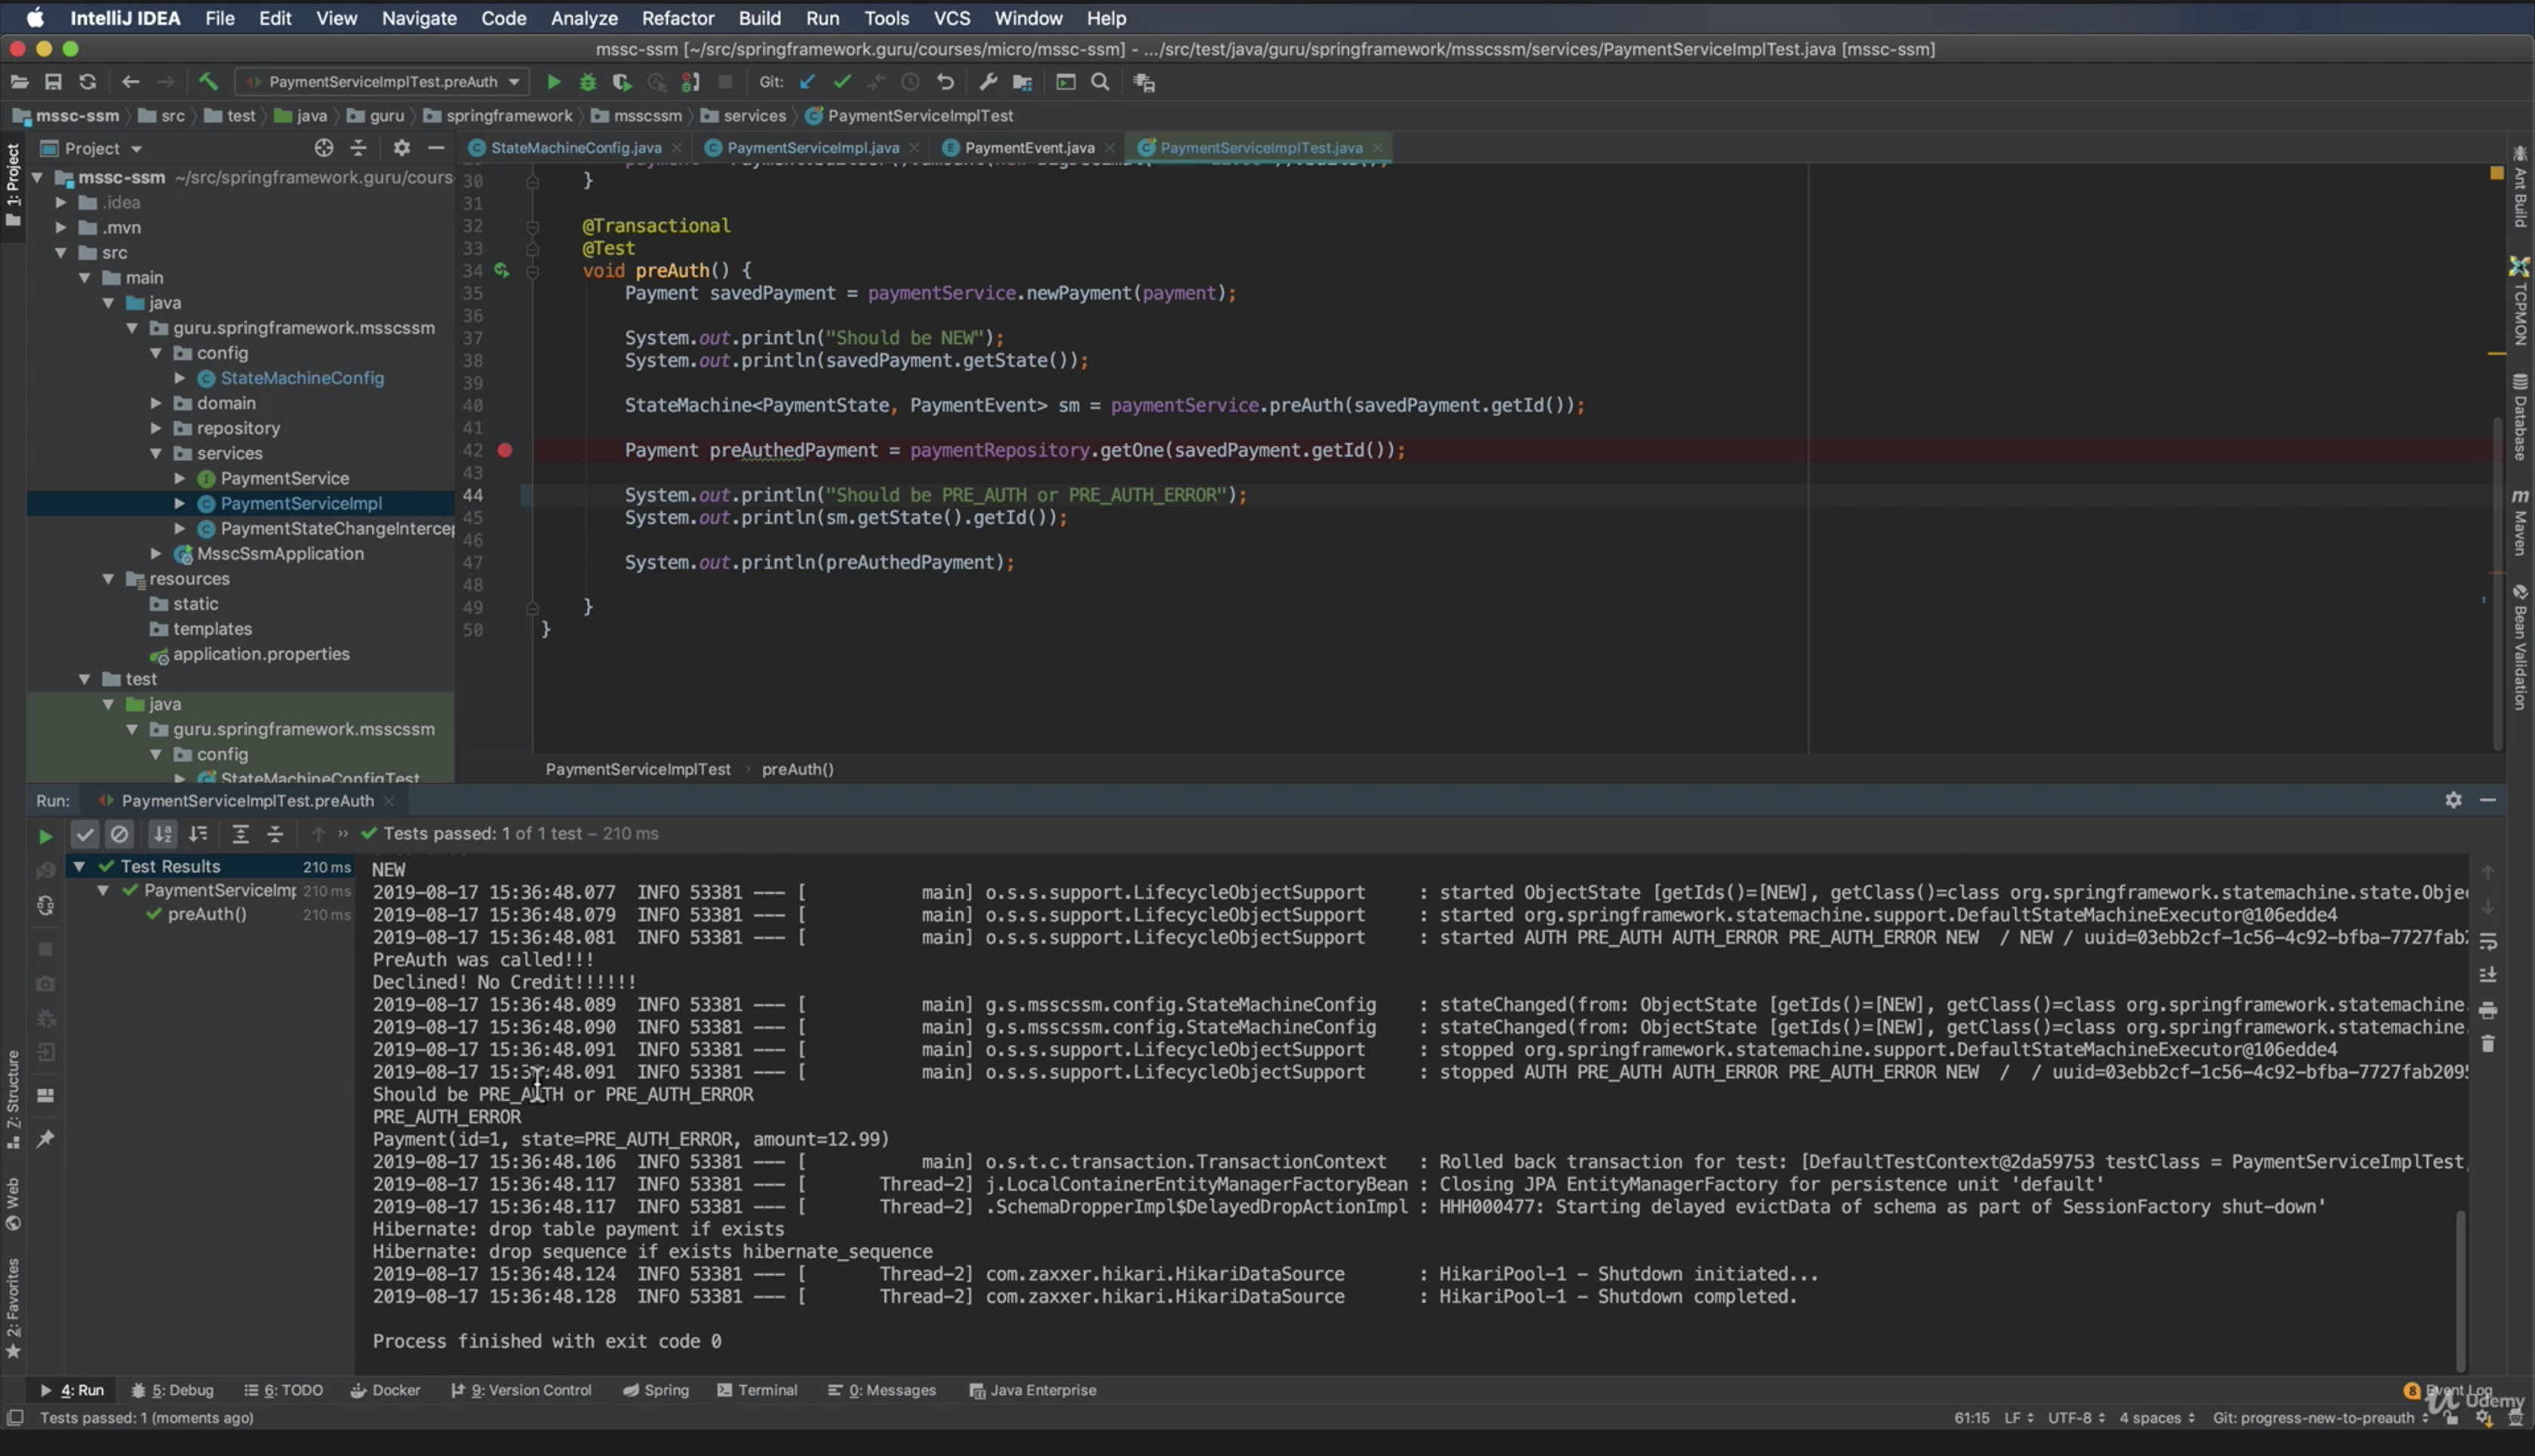 IntelliJ IDEA File Edit View Navigate Code Analyze Refactor Build Run Tools VCS Window Help
mssc-ssm [~/src/springframework.guru/courses/micro/mssc-ssm] - .../src/test/java/guru/springframework/msscssm/services/PaymentServiceImplTest.java [mssc-ssm]
PaymentServiceImplTest.preAuth Git:
mssc-ssm src test java guru springframework msscssm services PaymentServiceImplTest
Project StateMachineConfig.java PaymentServiceImpl.java PaymentEvent.java PaymentServiceImplTest.java
1: Project
mssc-ssm ~/src/springframework.guru/cours
.idea
.mvn
src
main
java
guru.springframework.msscssm
config
StateMachineConfig
domain
repository
services
PaymentService
PaymentServiceImpl
PaymentStateChangeIntercep
MsscSsmApplication
resources
static
templates
application.properties
test
java
guru.springframework.msscssm
config
StateMachineConfigTest
30 }
31
32 @Transactional
33 @Test
34 void preAuth() {
35 Payment savedPayment = paymentService.newPayment(payment);
36
37 System.out.println("Should be NEW");
38 System.out.println(savedPayment.getState());
39
40 StateMachine<PaymentState, PaymentEvent> sm = paymentService.preAuth(savedPayment.getId());
41
42 Payment preAuthedPayment = paymentRepository.getOne(savedPayment.getId());
43
44 System.out.println("Should be PRE_AUTH or PRE_AUTH_ERROR");
45 System.out.println(sm.getState().getId());
46
47 System.out.println(preAuthedPayment);
48
49 }
50 }
PaymentServiceImplTest › preAuth()
Ant Build
TCPMON
Database
Maven
Bean Validation
Run: PaymentServiceImplTest.preAuth
Tests passed: 1 of 1 test – 210 ms
Test Results 210 ms
PaymentServiceImp 210 ms
preAuth() 210 ms
NEW
2019-08-17 15:36:48.077 INFO 53381 --- [ main] o.s.s.support.LifecycleObjectSupport : started ObjectState [getIds()=[NEW], getClass()=class org.springframework.statemachine.state.Objec
2019-08-17 15:36:48.079 INFO 53381 --- [ main] o.s.s.support.LifecycleObjectSupport : started org.springframework.statemachine.support.DefaultStateMachineExecutor@106edde4
2019-08-17 15:36:48.081 INFO 53381 --- [ main] o.s.s.support.LifecycleObjectSupport : started AUTH PRE_AUTH AUTH_ERROR PRE_AUTH_ERROR NEW / NEW / uuid=03ebb2cf-1c56-4c92-bfba-7727fab2
PreAuth was called!!!
Declined! No Credit!!!!!!
2019-08-17 15:36:48.089 INFO 53381 --- [ main] g.s.msscssm.config.StateMachineConfig : stateChanged(from: ObjectState [getIds()=[NEW], getClass()=class org.springframework.statemachine.
2019-08-17 15:36:48.090 INFO 53381 --- [ main] g.s.msscssm.config.StateMachineConfig : stateChanged(from: ObjectState [getIds()=[NEW], getClass()=class org.springframework.statemachine.
2019-08-17 15:36:48.091 INFO 53381 --- [ main] o.s.s.support.LifecycleObjectSupport : stopped org.springframework.statemachine.support.DefaultStateMachineExecutor@106edde4
2019-08-17 15:36:48.091 INFO 53381 --- [ main] o.s.s.support.LifecycleObjectSupport : stopped AUTH PRE_AUTH AUTH_ERROR PRE_AUTH_ERROR NEW / / uuid=03ebb2cf-1c56-4c92-bfba-7727fab209
Should be PRE_AUTH or PRE_AUTH_ERROR
PRE_AUTH_ERROR
Payment(id=1, state=PRE_AUTH_ERROR, amount=12.99)
2019-08-17 15:36:48.106 INFO 53381 --- [ main] o.s.t.c.transaction.TransactionContext : Rolled back transaction for test: [DefaultTestContext@2da59753 testClass = PaymentServiceImplTest,
2019-08-17 15:36:48.117 INFO 53381 --- [ Thread-2] j.LocalContainerEntityManagerFactoryBean : Closing JPA EntityManagerFactory for persistence unit 'default'
2019-08-17 15:36:48.117 INFO 53381 --- [ Thread-2] .SchemaDropperImpl$DelayedDropActionImpl : HHH000477: Starting delayed evictData of schema as part of SessionFactory shut-down'
Hibernate: drop table payment if exists
Hibernate: drop sequence if exists hibernate_sequence
2019-08-17 15:36:48.124 INFO 53381 --- [ Thread-2] com.zaxxer.hikari.HikariDataSource : HikariPool-1 - Shutdown initiated...
2019-08-17 15:36:48.128 INFO 53381 --- [ Thread-2] com.zaxxer.hikari.HikariDataSource : HikariPool-1 - Shutdown completed.
Process finished with exit code 0
7: Structure
Web
2: Favorites
4: Run 5: Debug 6: TODO Docker 9: Version Control Spring Terminal 0: Messages Java Enterprise 8 Event Log
Udemy
Tests passed: 1 (moments ago) 61:15 LF UTF-8 4 spaces Git: progress-new-to-preauth